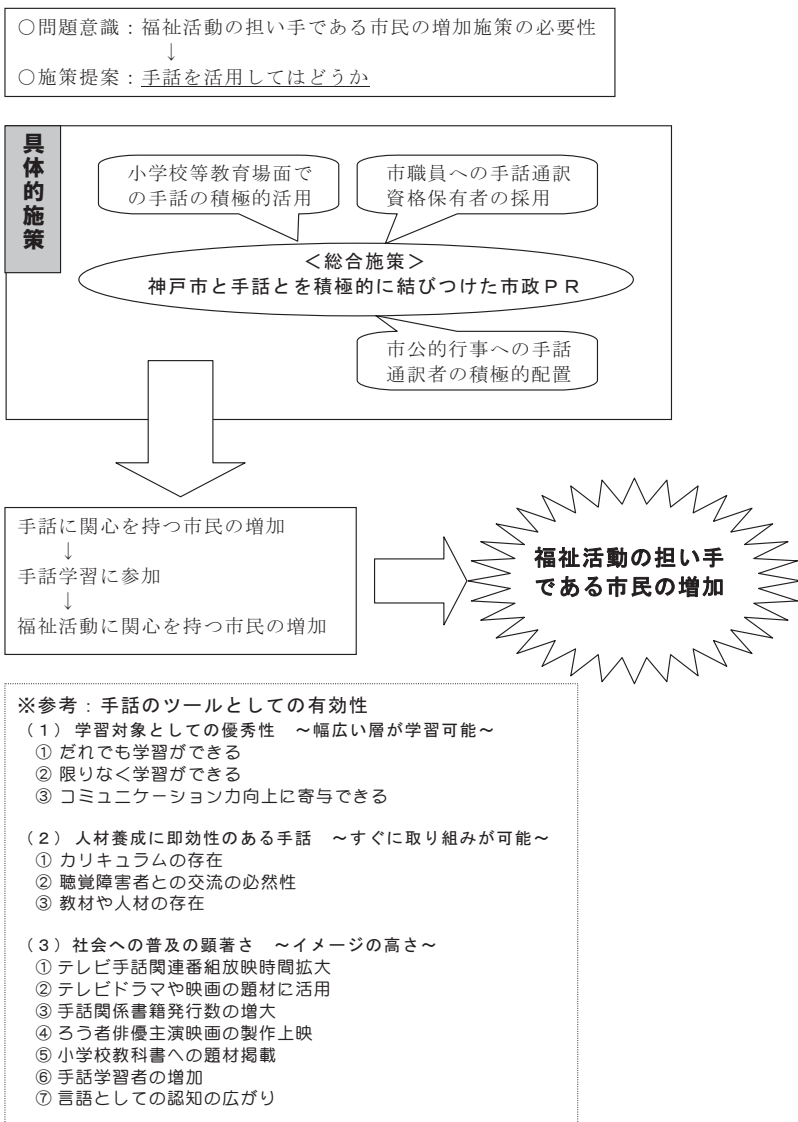 ○問題意識：福祉活動の担い手である市民の増加施策の必要性
↓
○施策提案：手話を活用してはどうか
具体的施策
小学校等教育場面で
の手話の積極的活用
市職員への手話通訳
資格保有者の採用
＜総合施策＞
神戸市と手話とを積極的に結びつけた市政ＰＲ
市公的行事への手話
通訳者の積極的配置
手話に関心を持つ市民の増加
↓
手話学習に参加
↓
福祉活動に関心を持つ市民の増加
福祉活動の担い手
である市民の増加
※参考：手話のツールとしての有効性
（１）学習対象としての優秀性　～幅広い層が学習可能～
① だれでも学習ができる
② 限りなく学習ができる
③ コミュニケーション力向上に寄与できる
（２）人材養成に即効性のある手話　～すぐに取り組みが可能～
① カリキュラムの存在
② 聴覚障害者との交流の必然性
③ 教材や人材の存在
（３）社会への普及の顕著さ　～イメージの高さ～
① テレビ手話関連番組放映時間拡大
② テレビドラマや映画の題材に活用
③ 手話関係書籍発行数の増大
④ ろう者俳優主演映画の製作上映
⑤ 小学校教科書への題材掲載
⑥ 手話学習者の増加
⑦ 言語としての認知の広がり